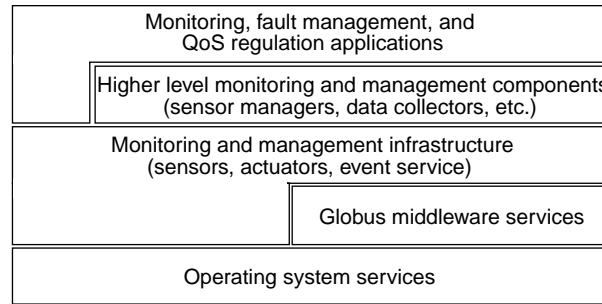 Monitoring, fault management, and
QoS regulation applications
Higher level monitoring and management components
(sensor managers, data collectors, etc.)
Monitoring and management infrastructure
(sensors, actuators, event service)
Globus middleware services
Operating system services